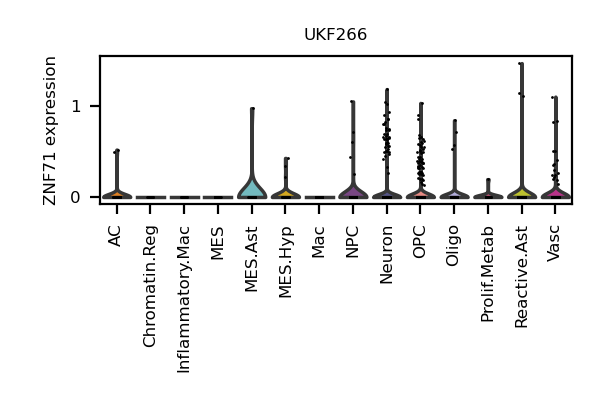 UKF266
ZNF71 expression
1
0
AC
Chromatin.Reg
Inflammatory.Mac
MES
MES.Ast
MES.Hyp
Mac
NPC
Neuron
OPC
Oligo
Prolif.Metab
Reactive.Ast
Vasc